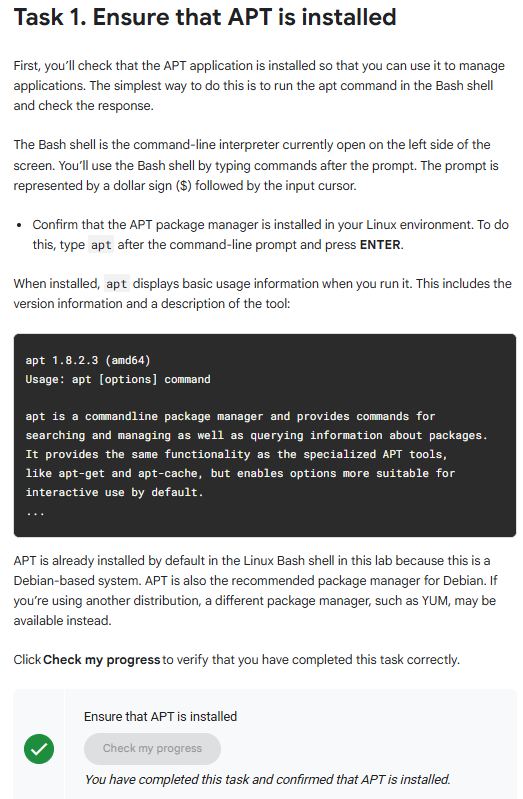 Task 1. Ensure that APT is installed
First, you'll check that the APT application is installed so that you can use it to manage
applications. The simplest way to do this is to run the apt command in the Bash shell
and check the response.
The Bash shell is the command-line interpreter currently open on the left side of the
screen. You'll use the Bash shell by typing commands after the prompt. The prompt is
represented by a dollar sign ($) followed by the input cursor.
• Confirm that the APT package manager is installed in your Linux environment. To do
this, type apt after the command-line prompt and press ENTER.
When installed, apt displays basic usage information when you run it. This includes the
version information and a description of the tool:
apt 1.8.2.3 (amd64)
Usage: apt [options] command
apt is a commandline package manager and provides commands for
searching and managing as well as querying information about packages.
It provides the same functionality as the specialized APT tools,
like apt-get and apt-cache, but enables options more suitable for
interactive use by default.
...
APT is already installed by default in the Linux Bash shell in this lab because this is a
Debian-based system. APT is also the recommended package manager for Debian. If
you're using another distribution, a different package manager, such as YUM, may be
available instead.
Click Check my progress to verify that you have completed this task correctly.
Ensure that APT is installed
Check my progress
You have completed this task and confirmed that APT is installed.